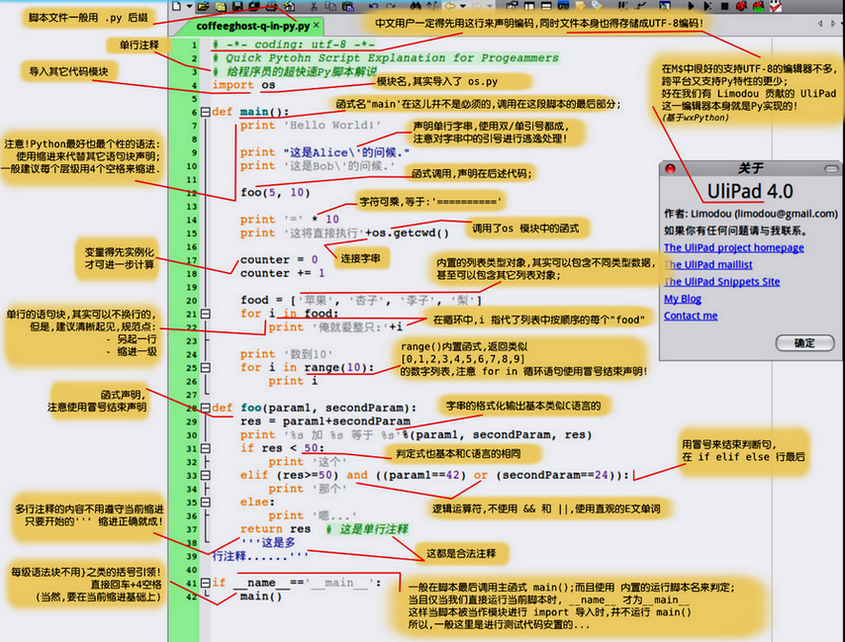 脚本文件一般用 .py 后缀
coffeeghost-q-in-py.py
中文用户一定得先用这行来声明编码,同时文件本身也得存储成UTF-8编码!
单行注释
导入其它代码模块
模块名,其实导入了 os.py
在M$中很好的支持UTF-8的编辑器不多,
跨平台又支持Py特性的更少;
好在我们有 Limodou 贡献的 UliPad
这一编辑器本身就是Py实现的!
(基于wxPython)
1 # -*- coding: utf-8 -*-
2 # Quick Pytohn Script Explanation for Progeammers
3 # 给程序员的超快速Py脚本解说
4 import os
5
6 def main():
7 print 'Hello World!'
8
9 print "这是Alice\'的问候."
10 print '这是Bob\'的问候.'
11
12 foo(5, 10)
13
14 print '=' * 10
15 print '这将直接执行'+os.getcwd()
16
17 counter = 0
18 counter += 1
19
20 food = ['苹果', '杏子', '李子', '梨']
21 for i in food:
22 print '俺就爱整只:'+i
23
24 print '数到10'
25 for i in range(10):
26 print i
27
28 def foo(param1, secondParam):
29 res = param1+secondParam
30 print '%s 加 %s 等于 %s'%(param1, secondParam, res)
31 if res < 50:
32 print '这个'
33 elif (res>=50) and ((param1==42) or (secondParam==24)):
34 print '那个'
35 else:
36 print '嗯...'
37 return res # 这是单行注释
38 '''这是多
39 行注释......'''
40
41 if __name__=='__main__':
42 main()
函式名"main'在这儿并不是必须的,调用在这段脚本的最后部分;
注意!Python最好也最个性的语法:
使用缩进来代替其它语句块声明;
一般建议每个层级用4个空格来缩进.
声明单行字串,使用双/单引号都成,
注意对字串中的引号进行逃逸处理!
函式调用,声明在后述代码;
字符可乘,等于:'=========='
调用了os 模块中的函式
变量得先实例化
才可进一步计算
连接字串
内置的列表类型对象,其实可以包含不同类型数据,
甚至可以包含其它列表对象;
单行的语句块,其实可以不换行的,
但是,建议清晰起见,规范点:
- 另起一行
- 缩进一级
在循环中,i 指代了列表中按顺序的每个"food"
range()内置函式,返回类似
[0,1,2,3,4,5,6,7,8,9]
的数字列表,注意 for in 循环语句使用冒号结束声明!
函式声明,
注意使用冒号结束声明
字串的格式化输出基本类似C语言的
判定式也基本和C语言的相同
用冒号来结束判断句,
在 if elif else 行最后
逻辑运算符,不使用 && 和 ||,使用直观的E文单词
多行注释的内容不用遵守当前缩进
只要开始的''' 缩进正确就成!
这都是合法注释
每级语法块不用}之类的括号引领!
直接回车+4空格
(当然,要在当前缩进基础上)
一般在脚本最后调用主函式 main();而且使用 内置的运行脚本名来判定;
当且仅当我们直接运行当前脚本时, __name__ 才为__main__
这样当脚本被当作模块进行 import 导入时,并不运行 main()
所以,一般这里是进行测试代码安置的...
关于
UliPad 4.0
作者: Limodou (limodou@gmail.com)
如果你有任何问题请与我联系。
The UliPad project homepage
The UliPad maillist
The UliPad Snippets Site
My Blog
Contact me
确定